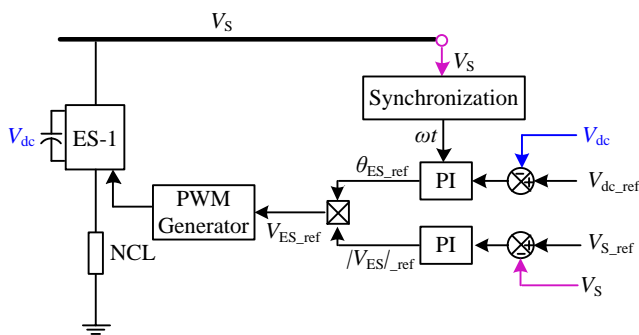 V_S
V_S
Synchronization
V_dc
ES-1
ωt
V_dc
θ_ES_ref
PI
− +
V_dc_ref
PWM
Generator
V_ES_ref
NCL
/V_ES/_ref
PI
+
−
V_S_ref
V_S